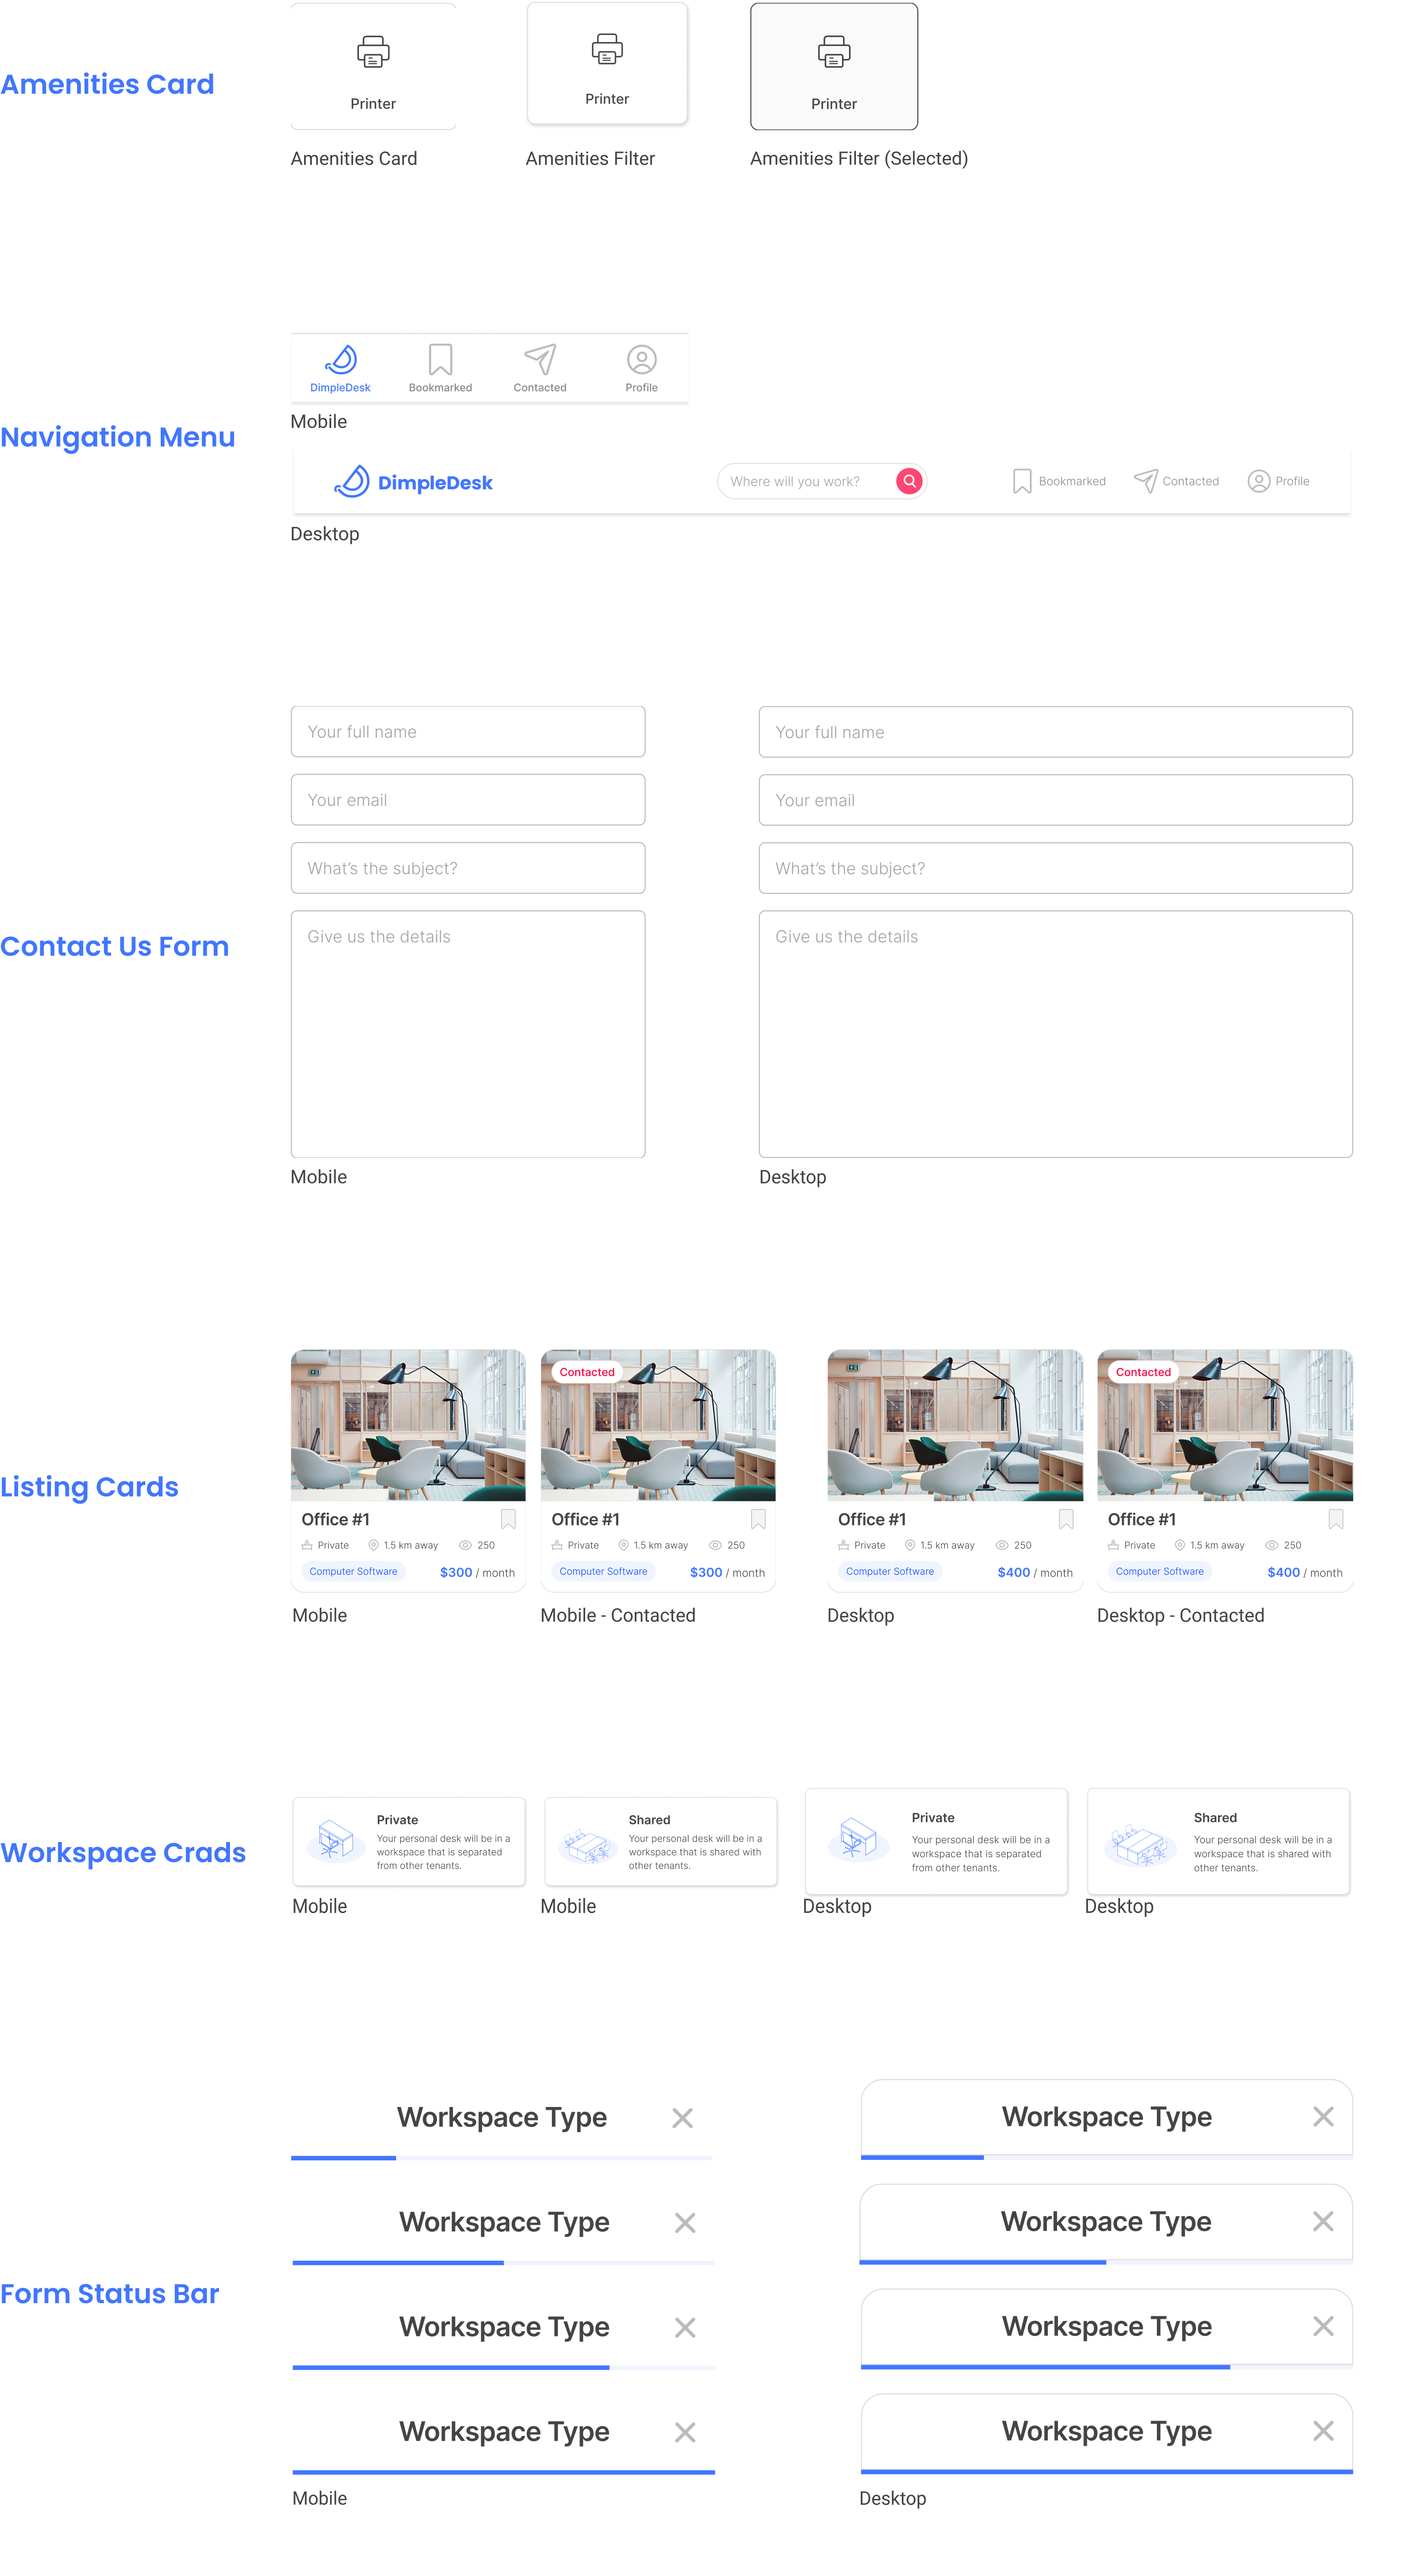 Amenities Card
Printer
Printer
Printer
Amenities Card
Amenities Filter
Amenities Filter (Selected)
Navigation Menu
DimpleDesk
Bookmarked
Contacted
Profile
Mobile
DimpleDesk
Where will you work?
Bookmarked
Contacted
Profile
Desktop
Contact Us Form
Your full name
Your email
What's the subject?
Give us the details
Mobile
Your full name
Your email
What's the subject?
Give us the details
Desktop
Listing Cards
Office #1
Private
1.5 km away
250
Computer Software
$300 / month
Mobile
Contacted
Office #1
Private
1.5 km away
250
Computer Software
$300 / month
Mobile - Contacted
Office #1
Private
1.5 km away
250
Computer Software
$400 / month
Desktop
Contacted
Office #1
Private
1.5 km away
250
Computer Software
$400 / month
Desktop - Contacted
Workspace Crads
Private
Your personal desk will be in a
workspace that is separated
from other tenants.
Mobile
Shared
Your personal desk will be in a
workspace that is shared with
other tenants.
Mobile
Private
Your personal desk will be in a
workspace that is separated
from other tenants.
Desktop
Shared
Your personal desk will be in a
workspace that is shared with
other tenants.
Desktop
Form Status Bar
Workspace Type
Workspace Type
Workspace Type
Workspace Type
Mobile
Workspace Type
Workspace Type
Workspace Type
Workspace Type
Desktop